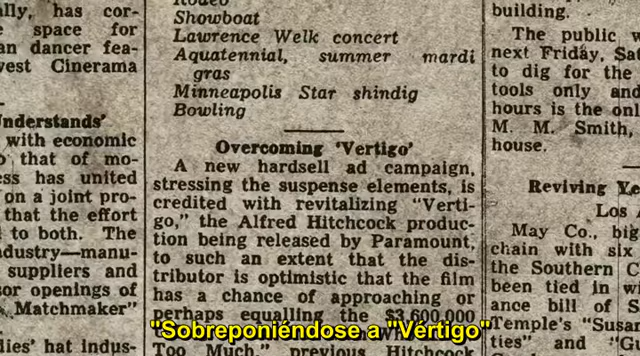 ally, has cor-
e space for
an dancer fea-
west Cinerama
Understands'
with economic
that of mo-
ess has united
on a joint pro-
that the effort
to both. The
ndustry—manu-
suppliers and
sor openings of
Matchmaker"
dies' hat indus-
Rodeo
Showboat
Lawrence Welk concert
Aquatennial, summer mardi
gras
Minneapolis Star shindig
Bowling
Overcoming 'Vertigo'
A new hardsell ad campaign,
stressing the suspense elements, is
credited with revitalizing "Verti-
go," the Alfred Hitchcock produc-
tion being released by Paramount,
to such an extent that the dis-
tributor is optimistic that the film
has a chance of approaching or
perhaps equalling the $3,600,000
Too Much," previous Hitchcock
building.
The public w
next Friday, Sat
to dig for the
tools only and
hours is the onl
M. M. Smith,
house.
Reviving Ye
Los
May Co., big
chain with six
the Southern C
been tied in wi
ance bill of S
Temple's "Susan
ties" and "Gu
"Sobreponiéndose a "Vértigo"